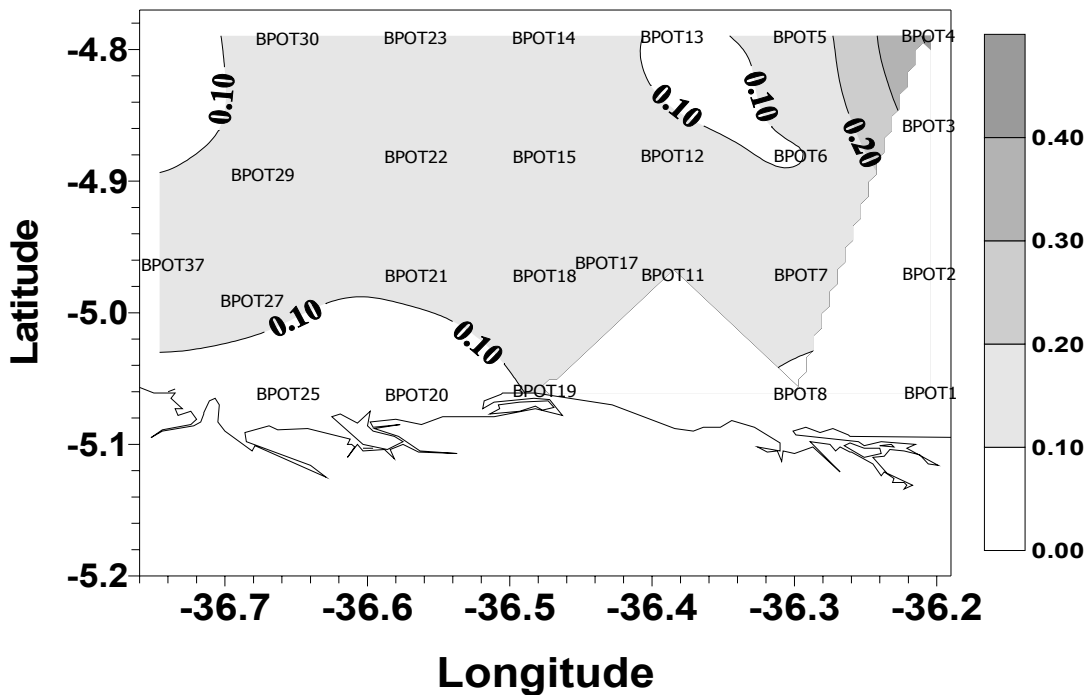 -4.8
BPOT30 BPOT23 BPOT14 BPOT13 BPOT5 BPOT4
0.10 0.10 0.10
0.20
BPOT3
0.40
BPOT22 BPOT15 BPOT12 BPOT6
-4.9
BPOT29
0.30
BPOT37 BPOT17
BPOT21 BPOT18 BPOT11 BPOT7 BPOT2
BPOT27
-5.0
0.10 0.10
0.20
BPOT25 BPOT20 BPOT19 BPOT8 BPOT1
-5.1
0.10
0.00
-5.2
-36.7 -36.6 -36.5 -36.4 -36.3 -36.2
Latitude
Longitude